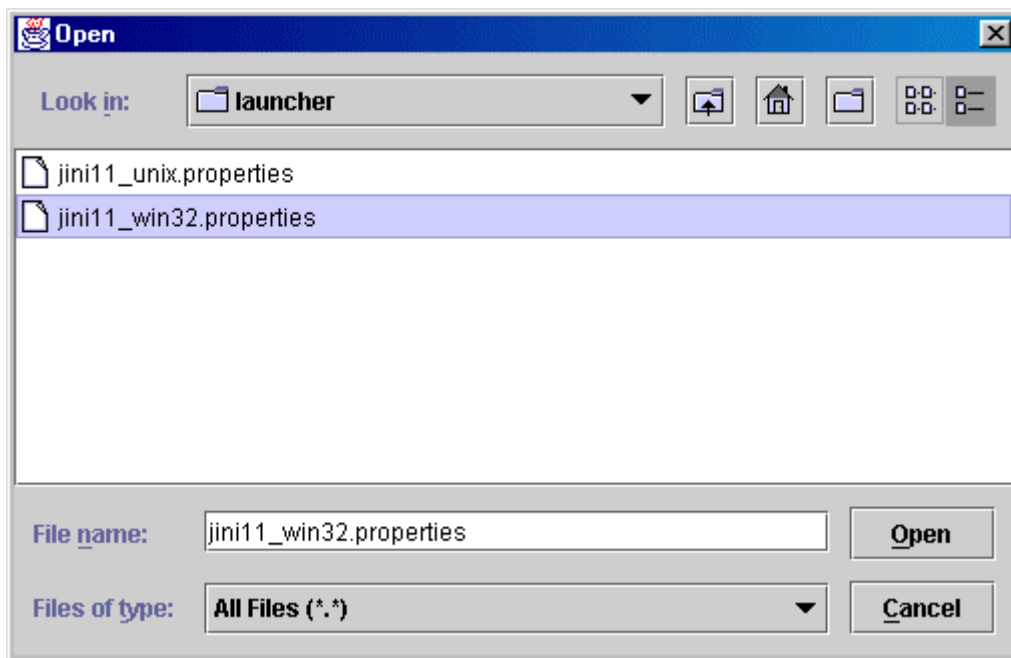 Open
Look in: launcher
jini11_unix.properties
jini11_win32.properties
File name: jini11_win32.properties Open
Files of type: All Files (*.*) Cancel